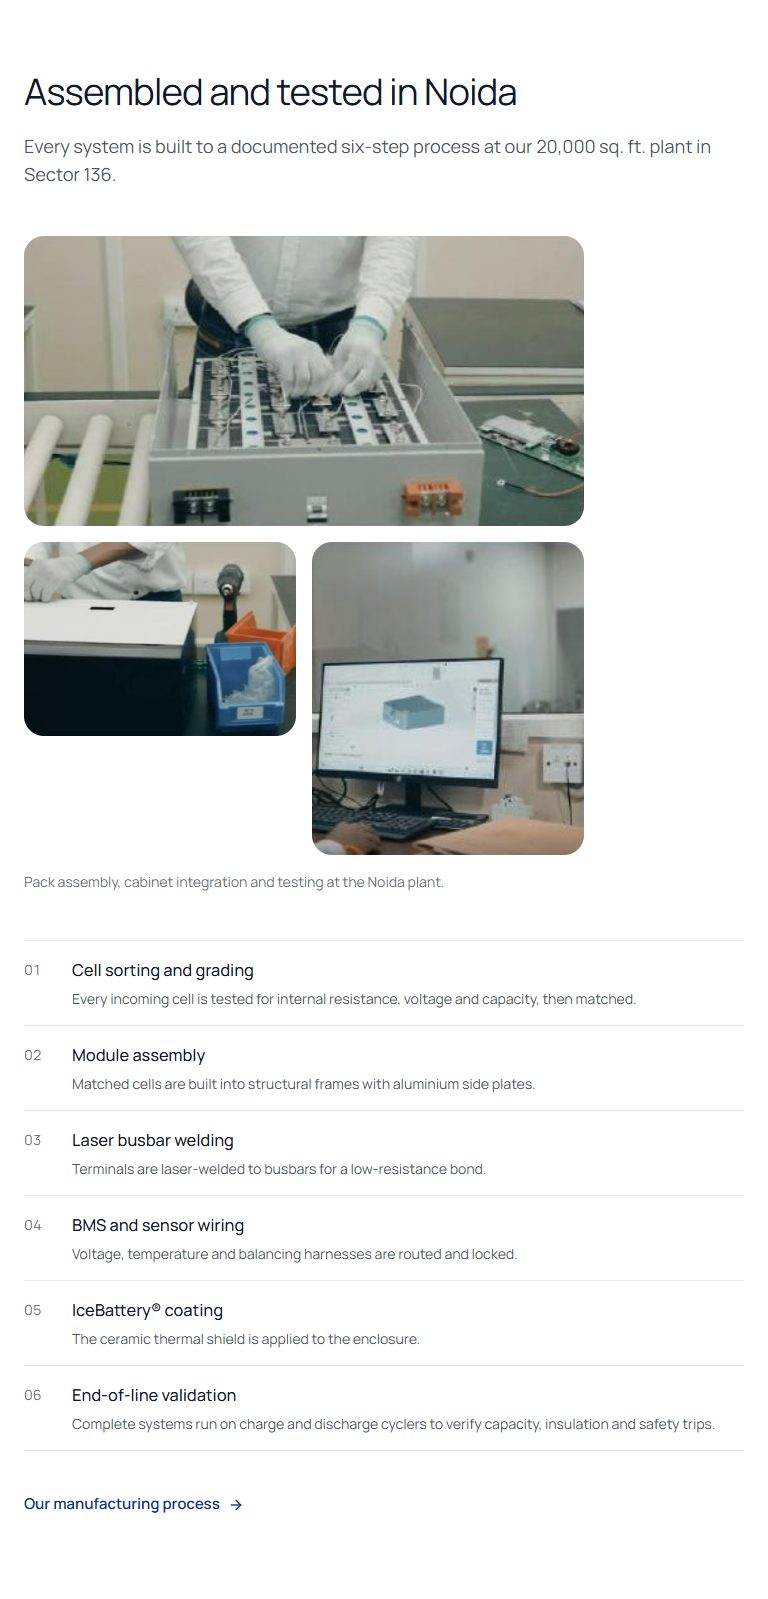 Assembled and tested in Noida
Every system is built to a documented six-step process at our 20,000 sq. ft. plant in
Sector 136.
Pack assembly, cabinet integration and testing at the Noida plant.
01
Cell sorting and grading
Every incoming cell is tested for internal resistance, voltage and capacity, then matched.
02
Module assembly
Matched cells are built into structural frames with aluminium side plates.
03
Laser busbar welding
Terminals are laser-welded to busbars for a low-resistance bond.
04
BMS and sensor wiring
Voltage, temperature and balancing harnesses are routed and locked.
05
IceBattery® coating
The ceramic thermal shield is applied to the enclosure.
06
End-of-line validation
Complete systems run on charge and discharge cyclers to verify capacity, insulation and safety trips.
Our manufacturing process →